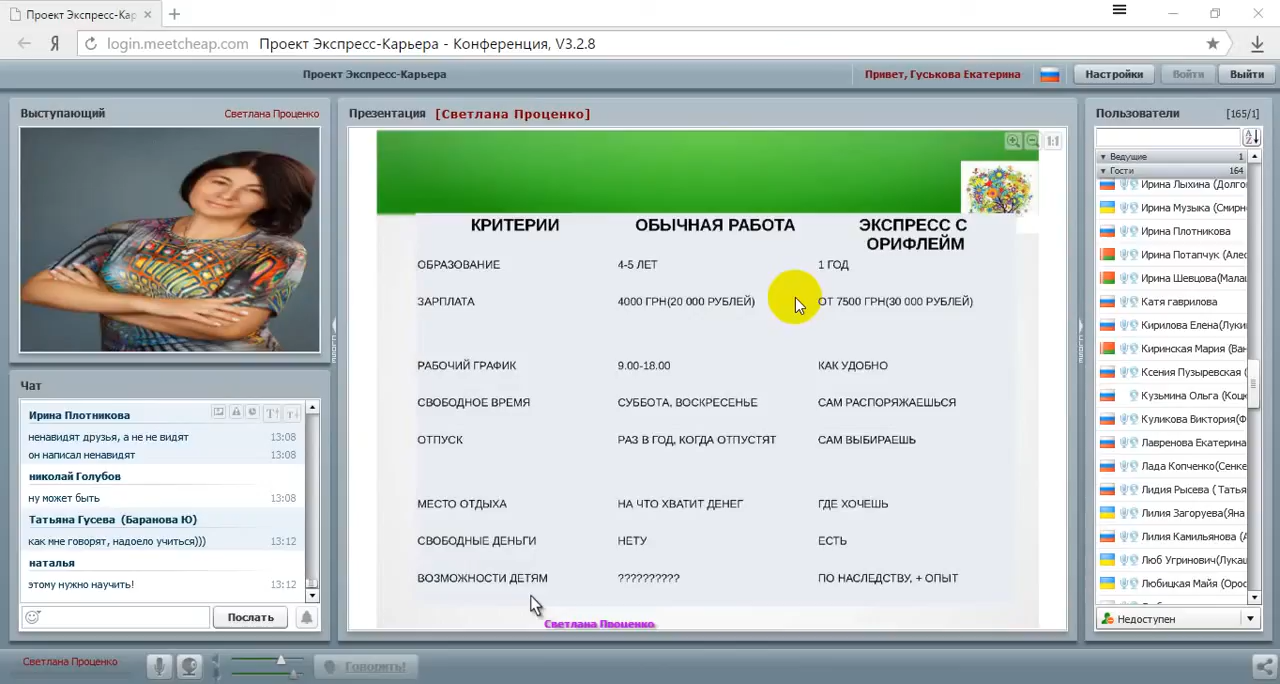 Проект Экспресс-Кар
login.meetcheap.com Проект Экспресс-Карьера - Конференция, V3.2.8
Проект Экспресс-Карьера
Привет, Гуськова Екатерина
Настройки
Войти
Выйти
Выступающий
Светлана Проценко
Презентация [Светлана Проценко]
1:1
КРИТЕРИИ ОБЫЧНАЯ РАБОТА ЭКСПРЕСС С
ОРИФЛЕЙМ
ОБРАЗОВАНИЕ 4-5 ЛЕТ 1 ГОД
ЗАРПЛАТА 4000 ГРН(20 000 РУБЛЕЙ) ОТ 7500 ГРН(30 000 РУБЛЕЙ)
РАБОЧИЙ ГРАФИК 9.00-18.00 КАК УДОБНО
СВОБОДНОЕ ВРЕМЯ СУББОТА, ВОСКРЕСЕНЬЕ САМ РАСПОРЯЖАЕШЬСЯ
ОТПУСК РАЗ В ГОД, КОГДА ОТПУСТЯТ САМ ВЫБИРАЕШЬ
МЕСТО ОТДЫХА НА ЧТО ХВАТИТ ДЕНЕГ ГДЕ ХОЧЕШЬ
СВОБОДНЫЕ ДЕНЬГИ НЕТУ ЕСТЬ
ВОЗМОЖНОСТИ ДЕТЯМ ?????????? ПО НАСЛЕДСТВУ, + ОПЫТ
Светлана Проценко
Чат
Ирина Плотникова
ненавидят друзья, а не не видят 13:08
он написал ненавидят 13:08
николай Голубов
ну может быть 13:08
Татьяна Гусева (Баранова Ю)
как мне говорят, надоело учиться))) 13:12
наталья
этому нужно научить! 13:12
Послать
Пользователи [165/1]
Ведущие 1
Гости 164
Ирина Лыхина (Долго
Ирина Музыка (Смирн
Ирина Плотникова
Ирина Потапчук (Алес
Ирина Шевцова(Малаш
Катя гаврилова
Кирилова Елена(Луки
Киринская Мария (Ван
Ксения Пузыревская (
Кузьмина Ольга (Коцю
Куликова Виктория(Ф
Лавренова Екатерина
Лада Копченко(Сенке
Лидия Рысева ( Татья
Лилия Загоруева(Яна
Лилия Камильянова (
Люб Угринович(Лукаш
Любицкая Майя (Орос
Недоступен
Светлана Проценко
Говорить!